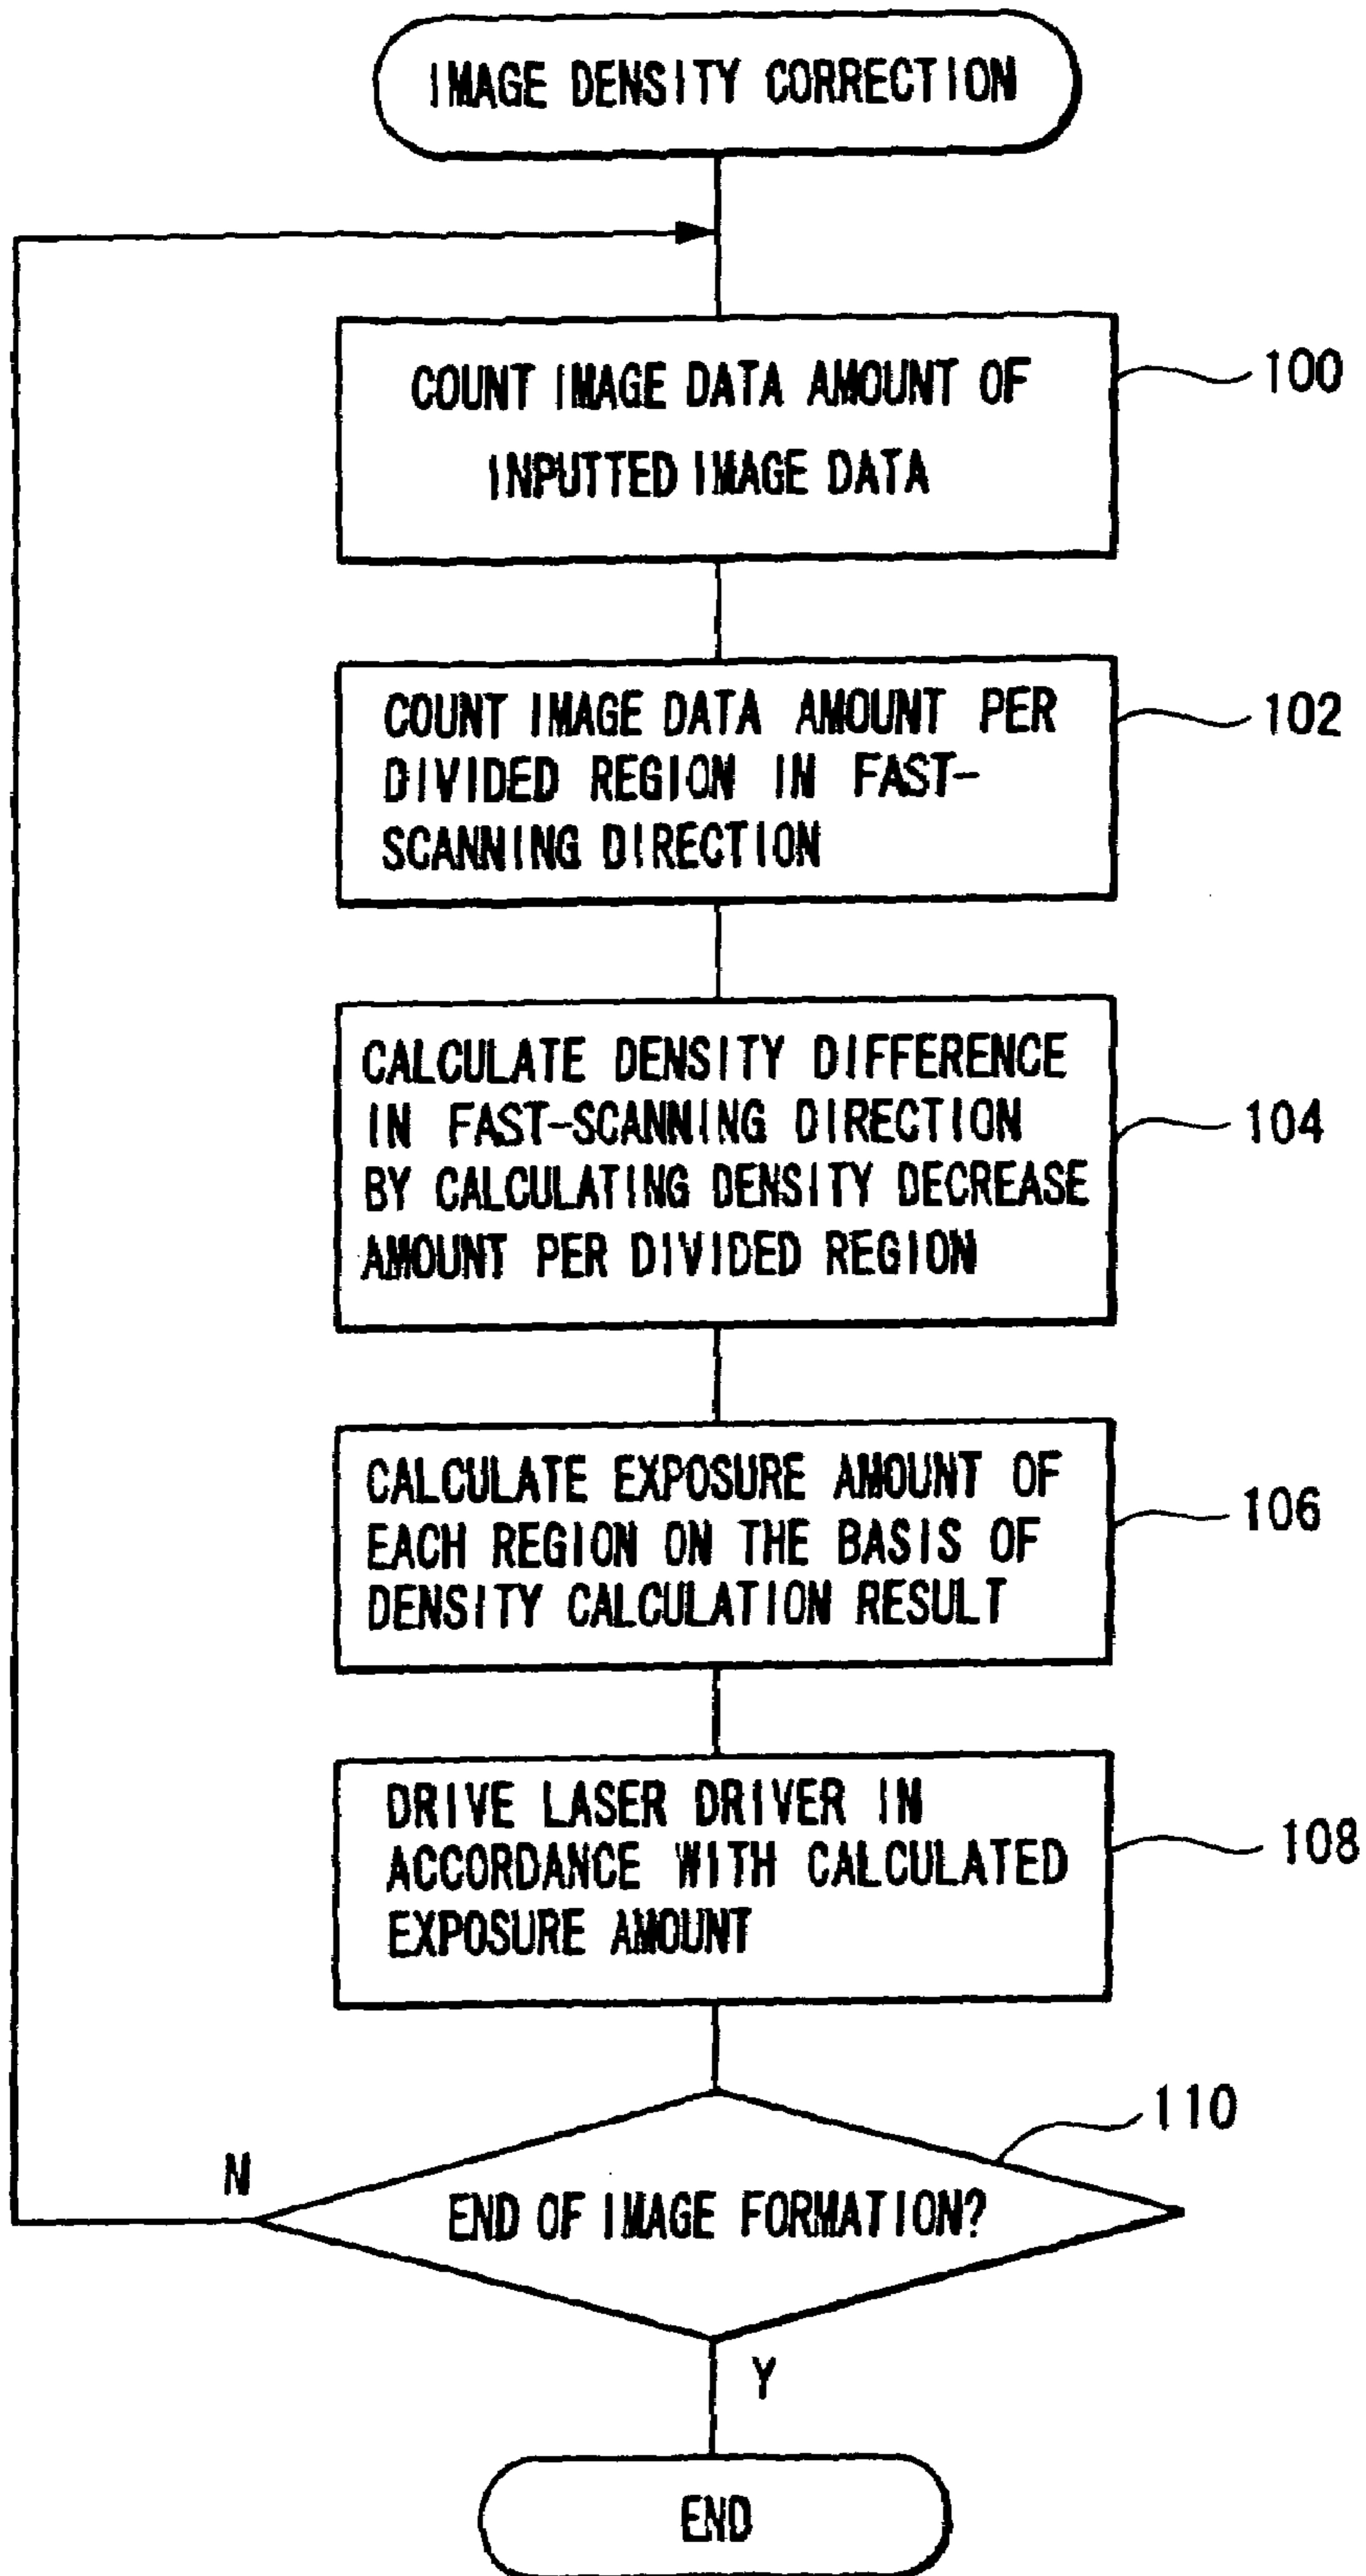 IMAGE DENSITY CORRECTION
COUNT IMAGE DATA AMOUNT OF
INPUTTED IMAGE DATA
100
COUNT IMAGE DATA AMOUNT PER
DIVIDED REGION IN FAST-
SCANNING DIRECTION
102
CALCULATE DENSITY DIFFERENCE
IN FAST-SCANNING DIRECTION
BY CALCULATING DENSITY DECREASE
AMOUNT PER DIVIDED REGION
104
CALCULATE EXPOSURE AMOUNT OF
EACH REGION ON THE BASIS OF
DENSITY CALCULATION RESULT
106
DRIVE LASER DRIVER IN
ACCORDANCE WITH CALCULATED
EXPOSURE AMOUNT
108
110
N
END OF IMAGE FORMATION?
Y
END